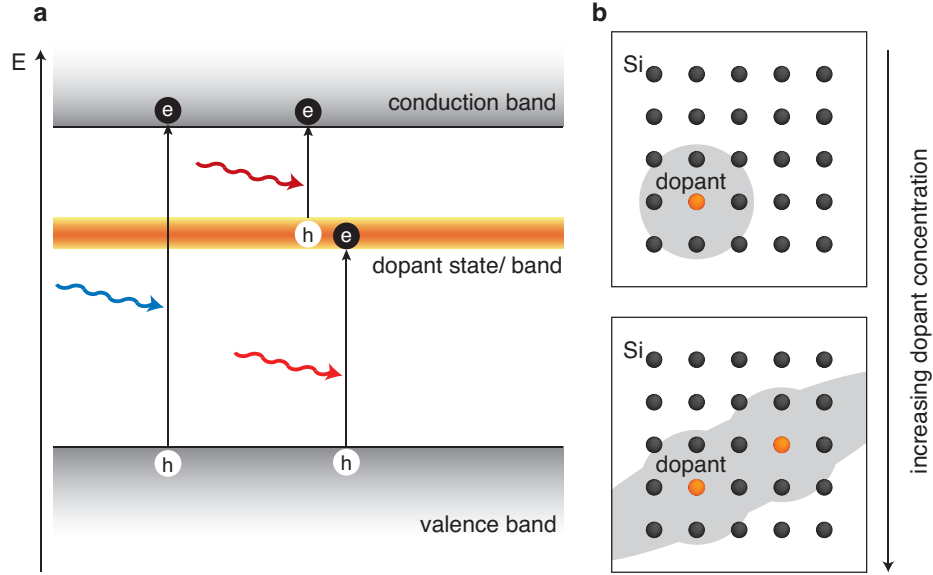 a
E
e
e
conduction band
h
e
dopant state/ band
h
h
valence band
b
Si
dopant
Si
dopant
increasing dopant concentration